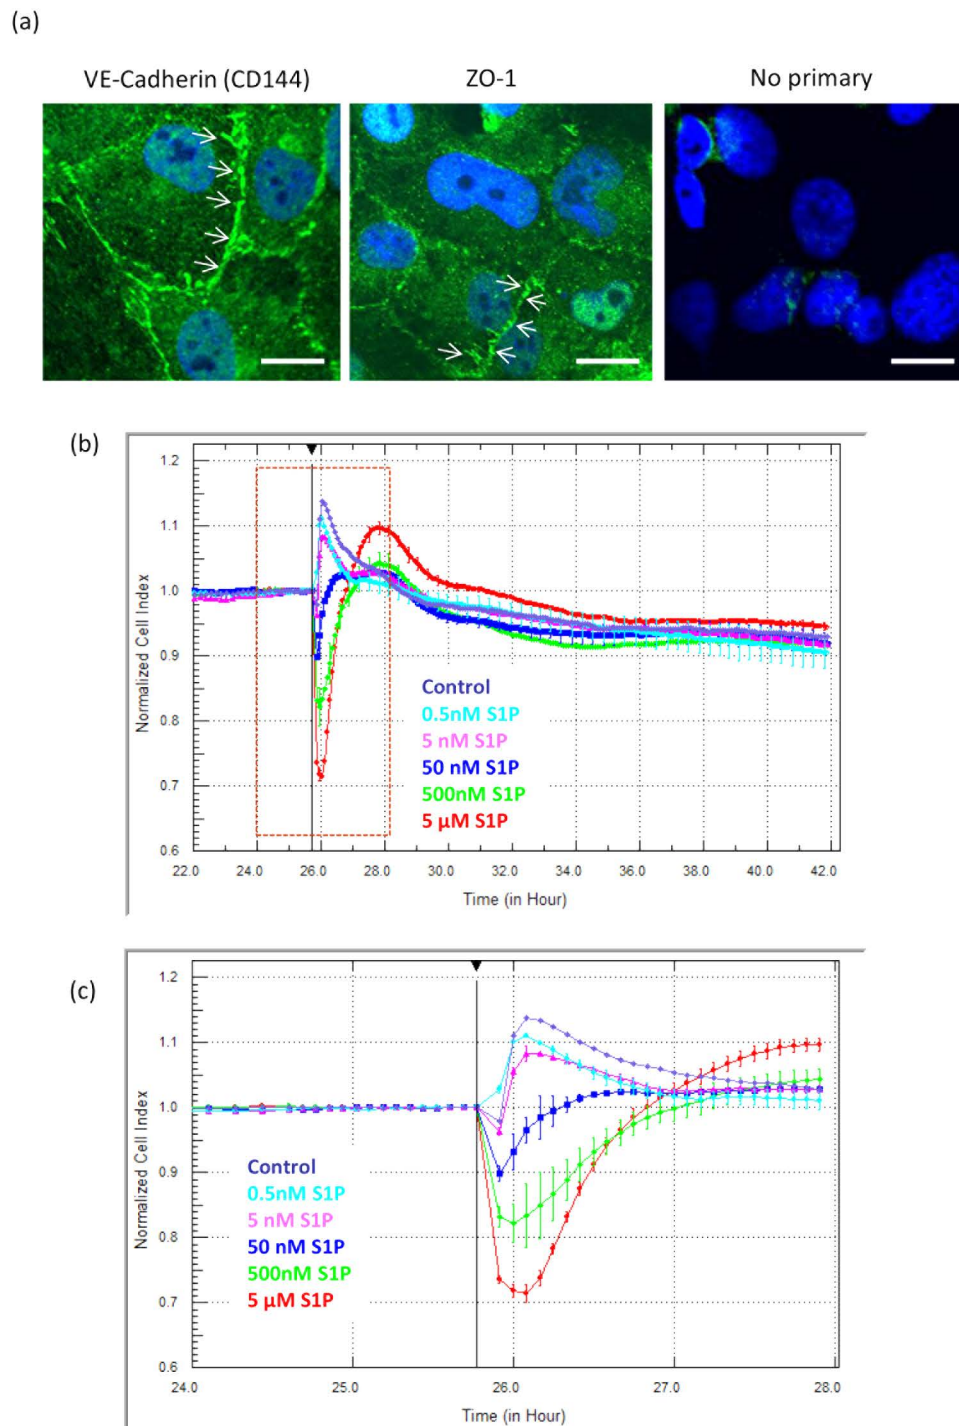 (a)
VE-Cadherin (CD144) ZO-1 No primary
(b)
1.2
1.1
1.0
0.9
0.8
0.7
0.6
Normalized Cell Index
Control
0.5nM S1P
5 nM S1P
50 nM S1P
500nM S1P
5 µM S1P
22.0 24.0 26.0 28.0 30.0 32.0 34.0 36.0 38.0 40.0 42.0
Time (in Hour)
(c)
1.2
1.1
1.0
0.9
0.8
0.7
0.6
Normalized Cell Index
Control
0.5nM S1P
5 nM S1P
50 nM S1P
500nM S1P
5 µM S1P
24.0 25.0 26.0 27.0 28.0
Time (in Hour)